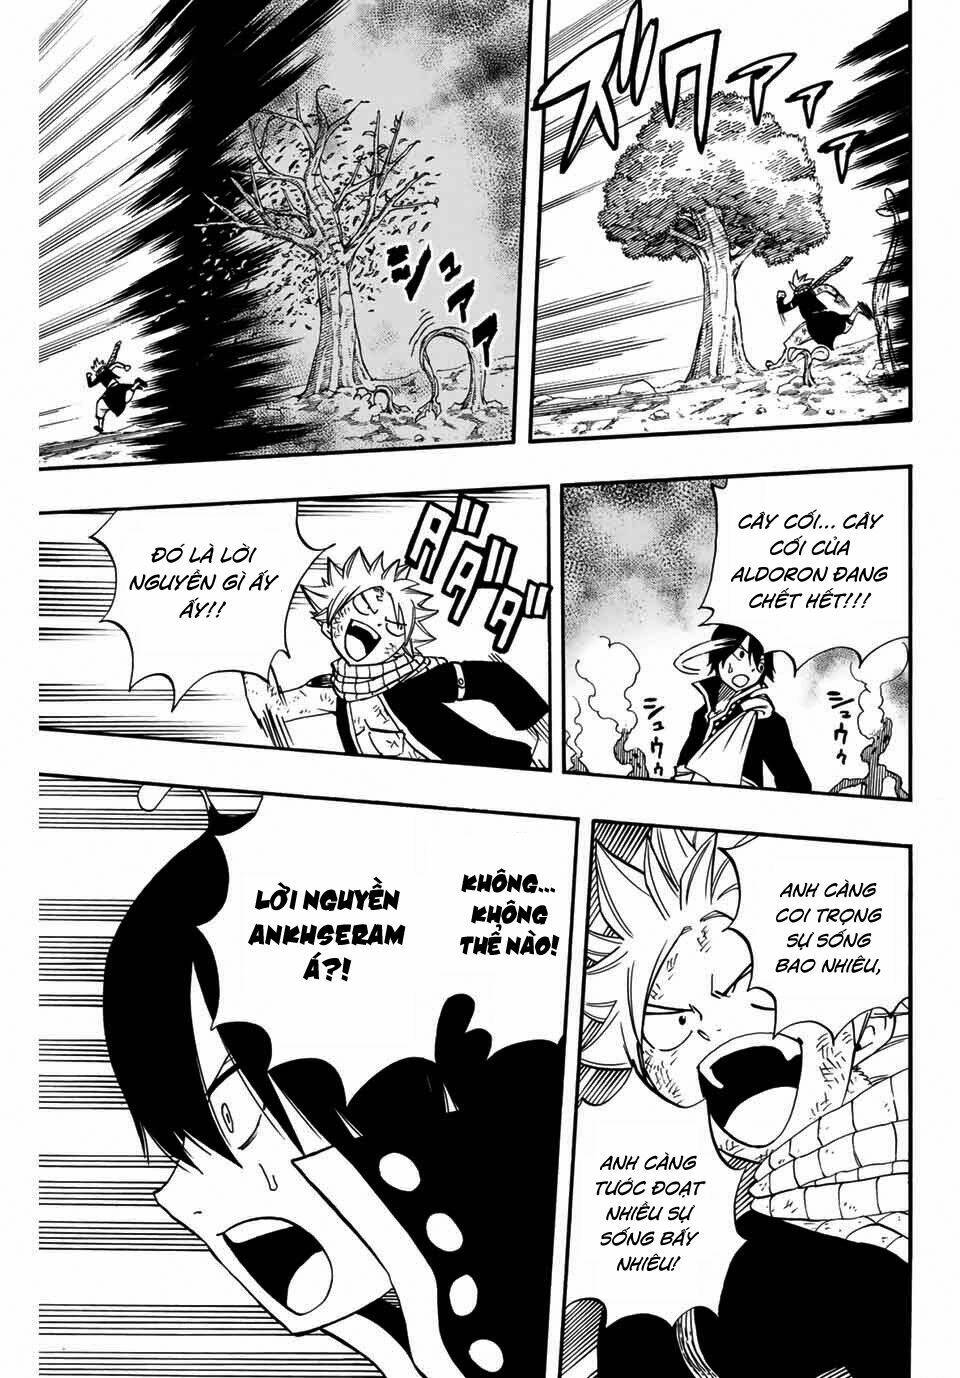 ズワァァァ
シュァァァ
CÂY CỐI... CÂY
CỐI CỦA
ALDORON ĐANG
CHẾT HẾT!!!
シュウゥ
シュウゥ
ĐÓ LÀ LỜI
NGUYỀN GÌ ẤY
ẤY!!
ダダダダ
ANH CÀNG
COI TRỌNG
SỰ SỐNG
BAO NHIÊU,
ANH CÀNG
TƯỚC ĐOẠT
NHIỀU SỰ
SỐNG BẤY
NHIÊU!
KHÔNG...
KHÔNG
THỂ NÀO!
LỜI NGUYỀN
ANKHSERAM
Á?!